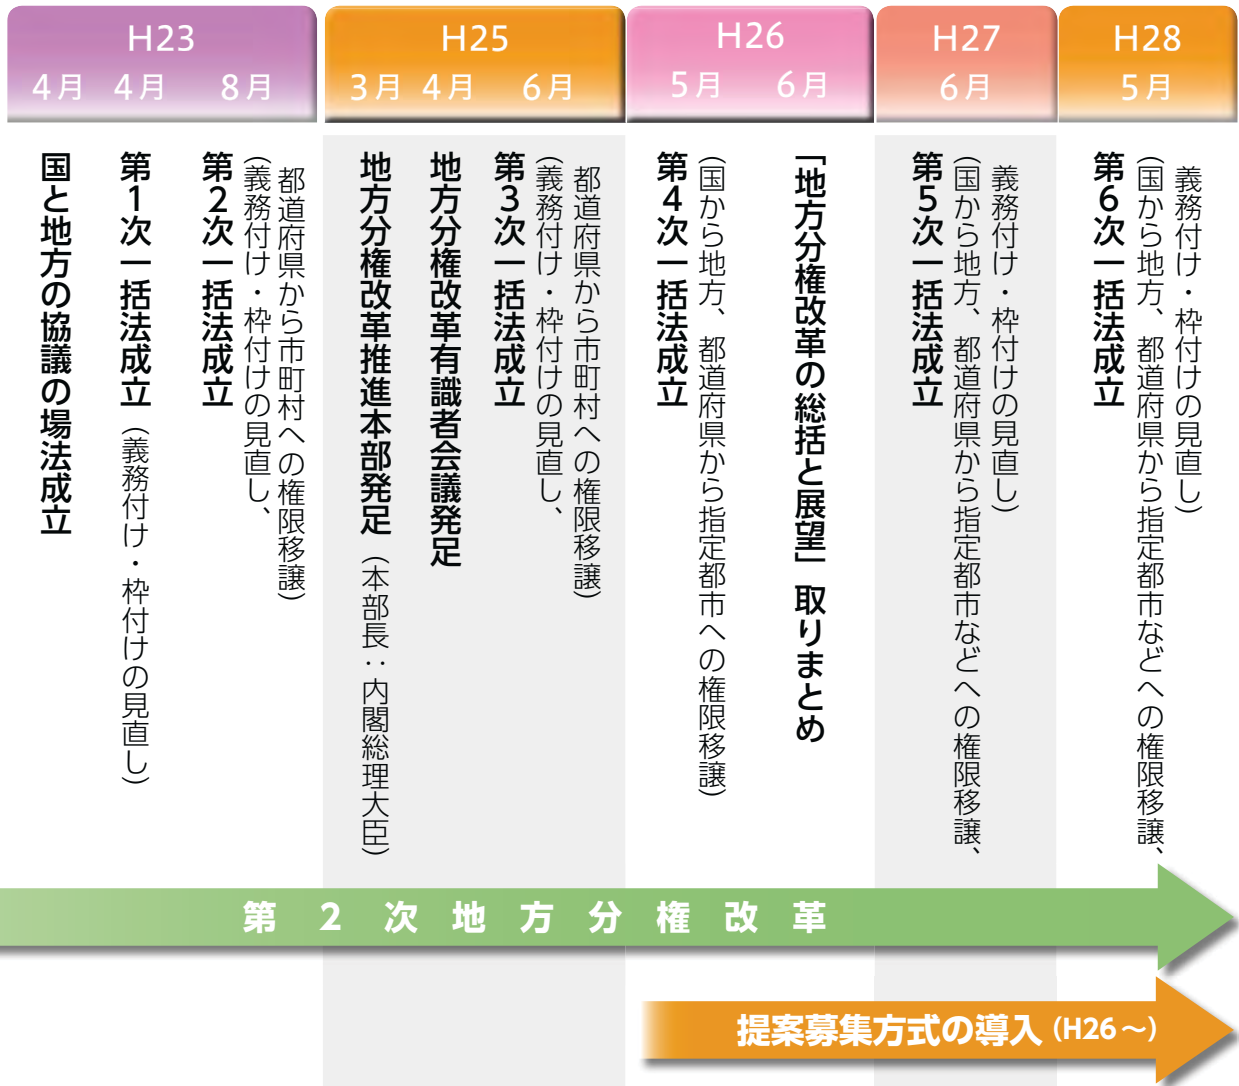 H23
4月 4月 8月
H25
3月 4月 6月
H26
5月 6月
H27
6月
H28
5月
国と地方の協議の場法成立
第1次一括法成立（義務付け・枠付けの見直し）
第2次一括法成立
（義務付け・枠付けの見直し、
都道府県から市町村への権限移譲）
地方分権改革推進本部発足（本部長：内閣総理大臣）
地方分権改革有識者会議発足
第3次一括法成立
（義務付け・枠付けの見直し、
都道府県から市町村への権限移譲）
第4次一括法成立
（国から地方、都道府県から指定都市への権限移譲）
「地方分権改革の総括と展望」取りまとめ
第5次一括法成立
（国から地方、都道府県から指定都市などへの権限移譲、
義務付け・枠付けの見直し）
第6次一括法成立
（国から地方、都道府県から指定都市などへの権限移譲、
義務付け・枠付けの見直し）
第2次地方分権改革
提案募集方式の導入（H26～）